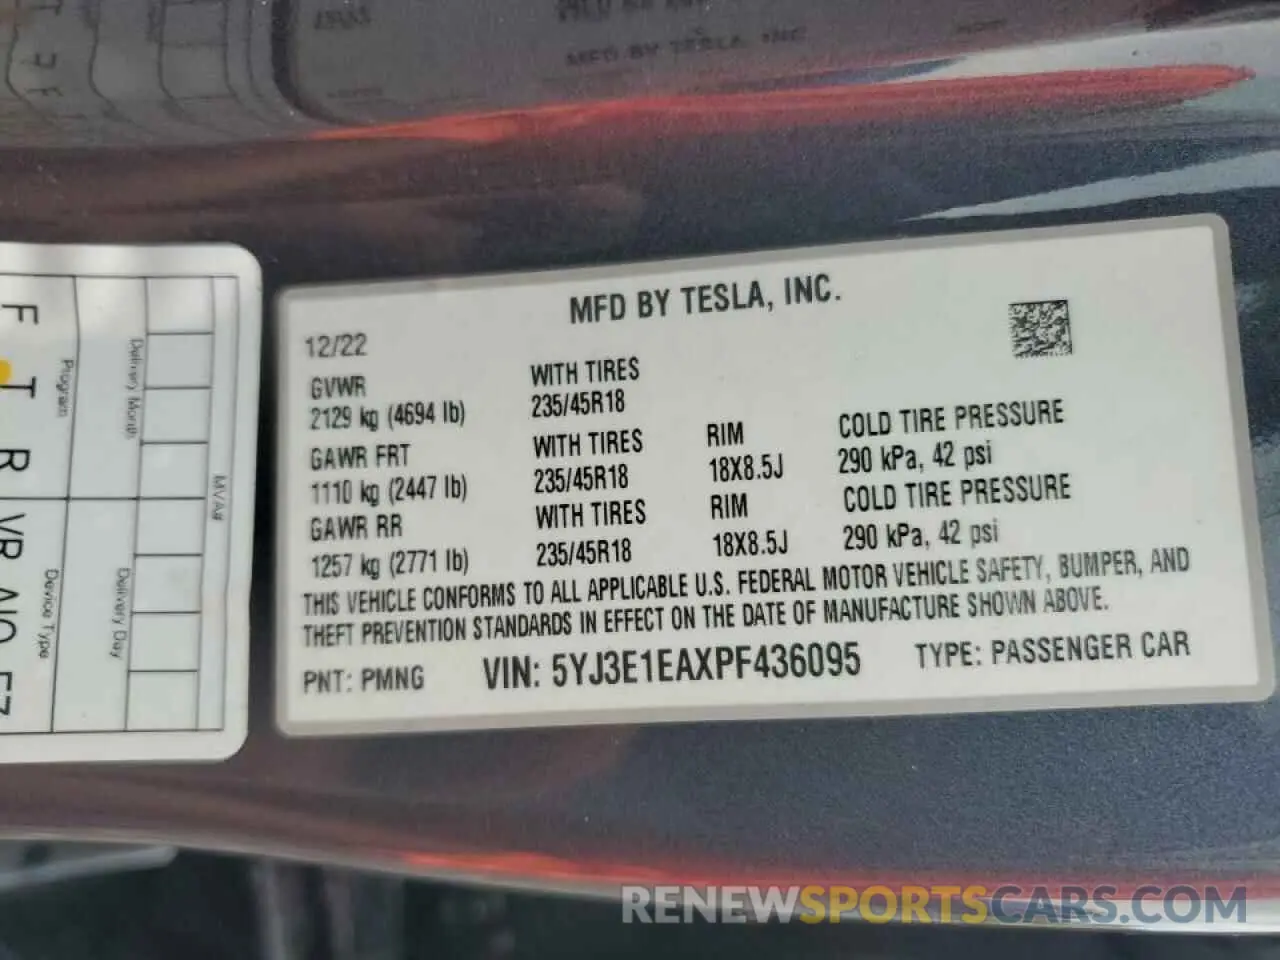 MFD BY TESLA, INC.
12/22
GVWR
2129 kg (4694 lb)
WITH TIRES
235/45R18
GAWR FRT
1110 kg (2447 lb)
WITH TIRES
235/45R18
RIM
18X8.5J
COLD TIRE PRESSURE
290 kPa, 42 psi
GAWR RR
1257 kg (2771 lb)
WITH TIRES
235/45R18
RIM
18X8.5J
COLD TIRE PRESSURE
290 kPa, 42 psi
THIS VEHICLE CONFORMS TO ALL APPLICABLE U.S. FEDERAL MOTOR VEHICLE SAFETY, BUMPER, AND
THEFT PREVENTION STANDARDS IN EFFECT ON THE DATE OF MANUFACTURE SHOWN ABOVE.
PNT: PMNG VIN: 5YJ3E1EAXPF436095 TYPE: PASSENGER CAR
MVA#
Delivery Month
Delivery Day
Program
Device Type
RENEWSPORTSCARS.COM